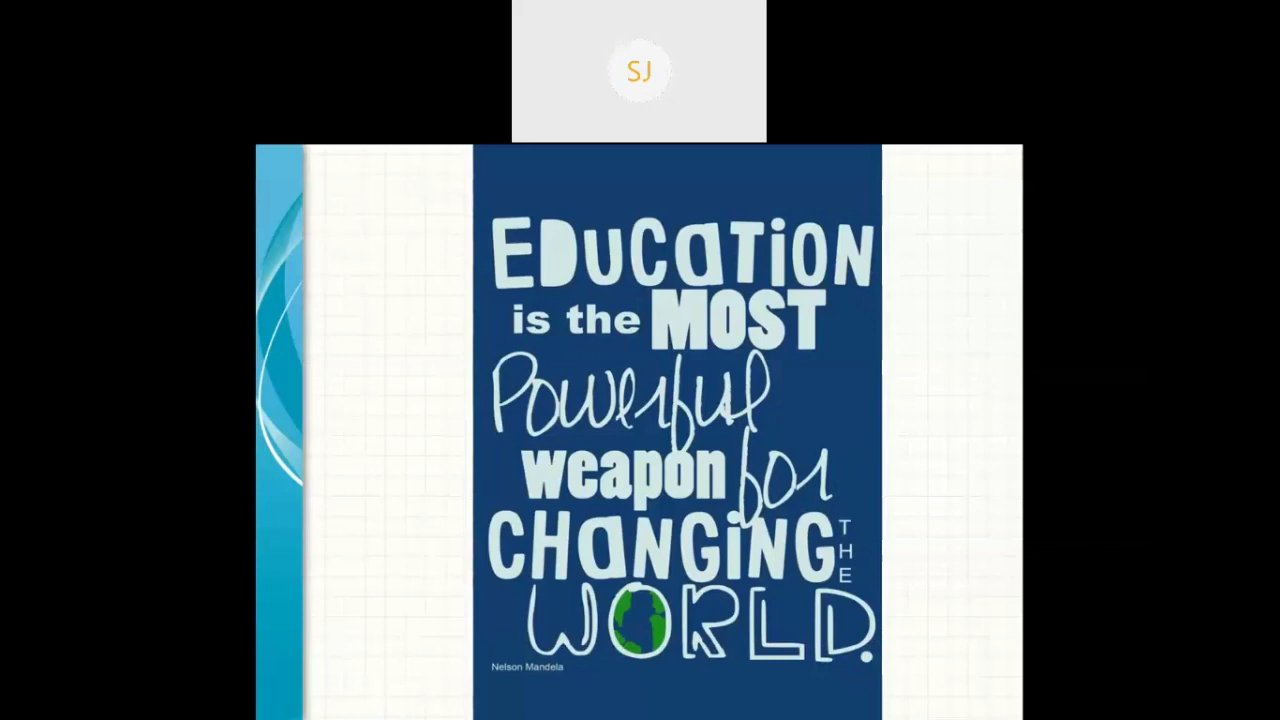 SJ
EDuCaTiON
is the MOST
Powerful
weapon for
CHaNGiNG THE
WORLD.
Nelson Mandela